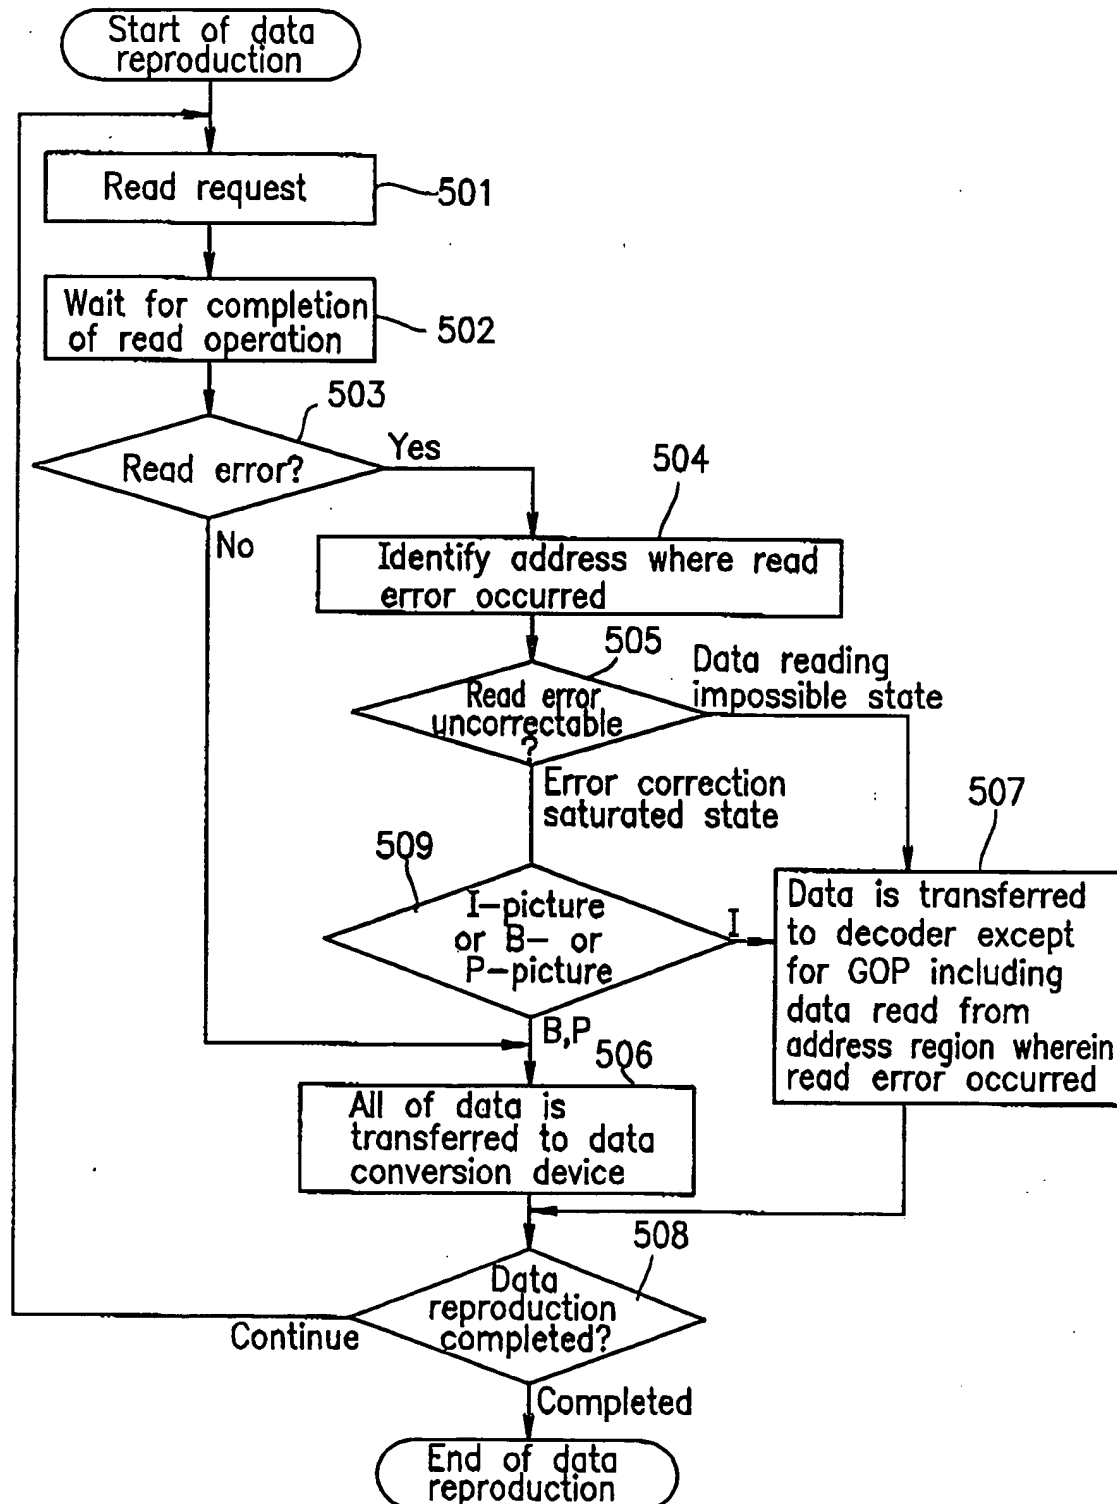 Start of data
reproduction
Read request
501
Wait for completion
of read operation
502
503
Read error?
Yes
No
504
Identify address where read
error occurred
505
Read error
uncorrectable
?
Data reading
impossible state
Error correction
saturated state
509
I-picture
or B- or
P-picture
I
B,P
507
Data is transferred
to decoder except
for GOP including
data read from
address region wherein
read error occurred
506
All of data is
transferred to data
conversion device
508
Data
reproduction
completed?
Continue
Completed
End of data
reproduction